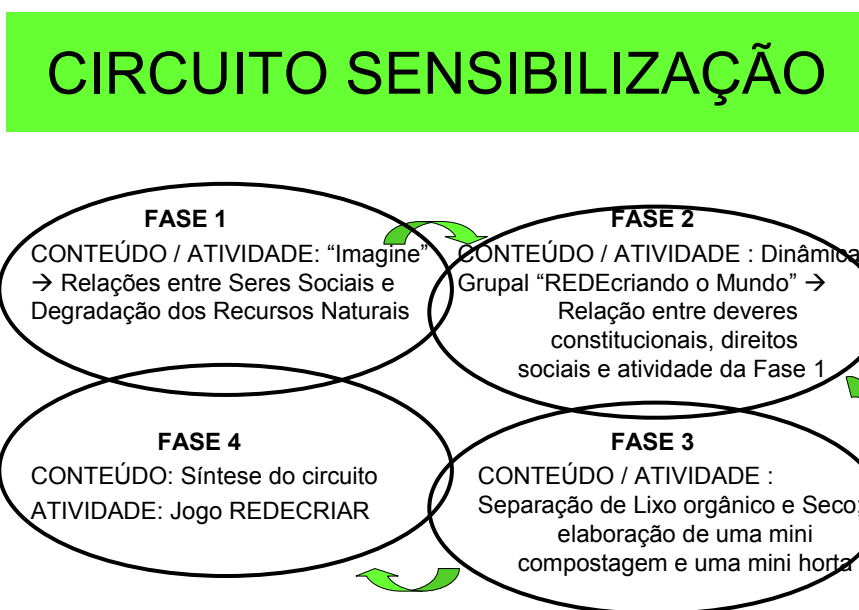 CIRCUITO SENSIBILIZAÇÃO
FASE 1
CONTEÚDO / ATIVIDADE: “Imagine”
→ Relações entre Seres Sociais e
Degradação dos Recursos Naturais
FASE 2
CONTEÚDO / ATIVIDADE : Dinâmica
Grupal “REDEcriando o Mundo” →
Relação entre deveres
constitucionais, direitos
sociais e atividade da Fase 1
FASE 3
CONTEÚDO / ATIVIDADE :
Separação de Lixo orgânico e Seco;
elaboração de uma mini
compostagem e uma mini horta
FASE 4
CONTEÚDO: Síntese do circuito
ATIVIDADE: Jogo REDECRIAR